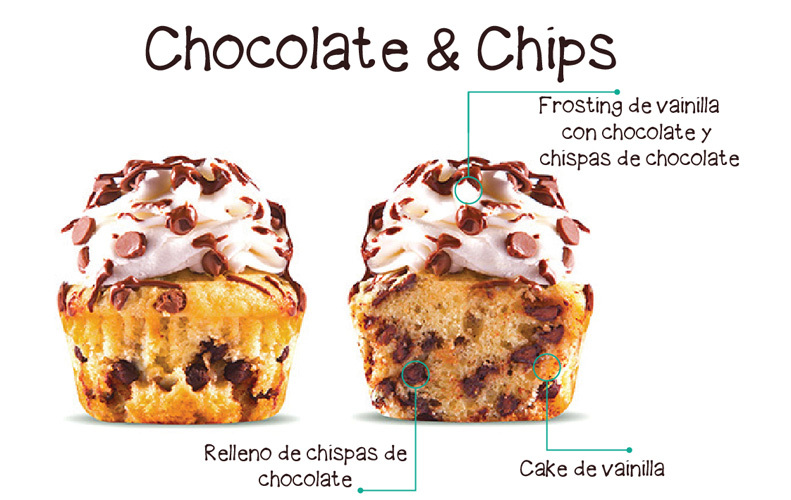 Chocolate & Chips
Frosting de vainilla
con chocolate y
chispas de chocolate
Relleno de chispas de
chocolate
Cake de vainilla